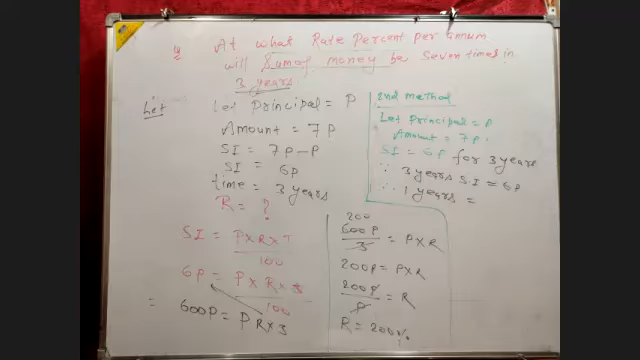 Q At what Rate Percent per annum
will Sum of money be Seven times in
3 years
Let Let Principal = P
Amount = 7P
SI = 7P-P
SI = 6P
time = 3 years
R = ?
SI = P×R×T
100
6P = P × R × 3
100
= 600P = P R × 3
IInd method
Let Principal = P
Amount = 7P.
SI = 6P for 3 years
∵ 3 years SI = 6P
∴ 1 years =
200
600P = P×R
3
200P = P×R
200P = R
P
R = 200%